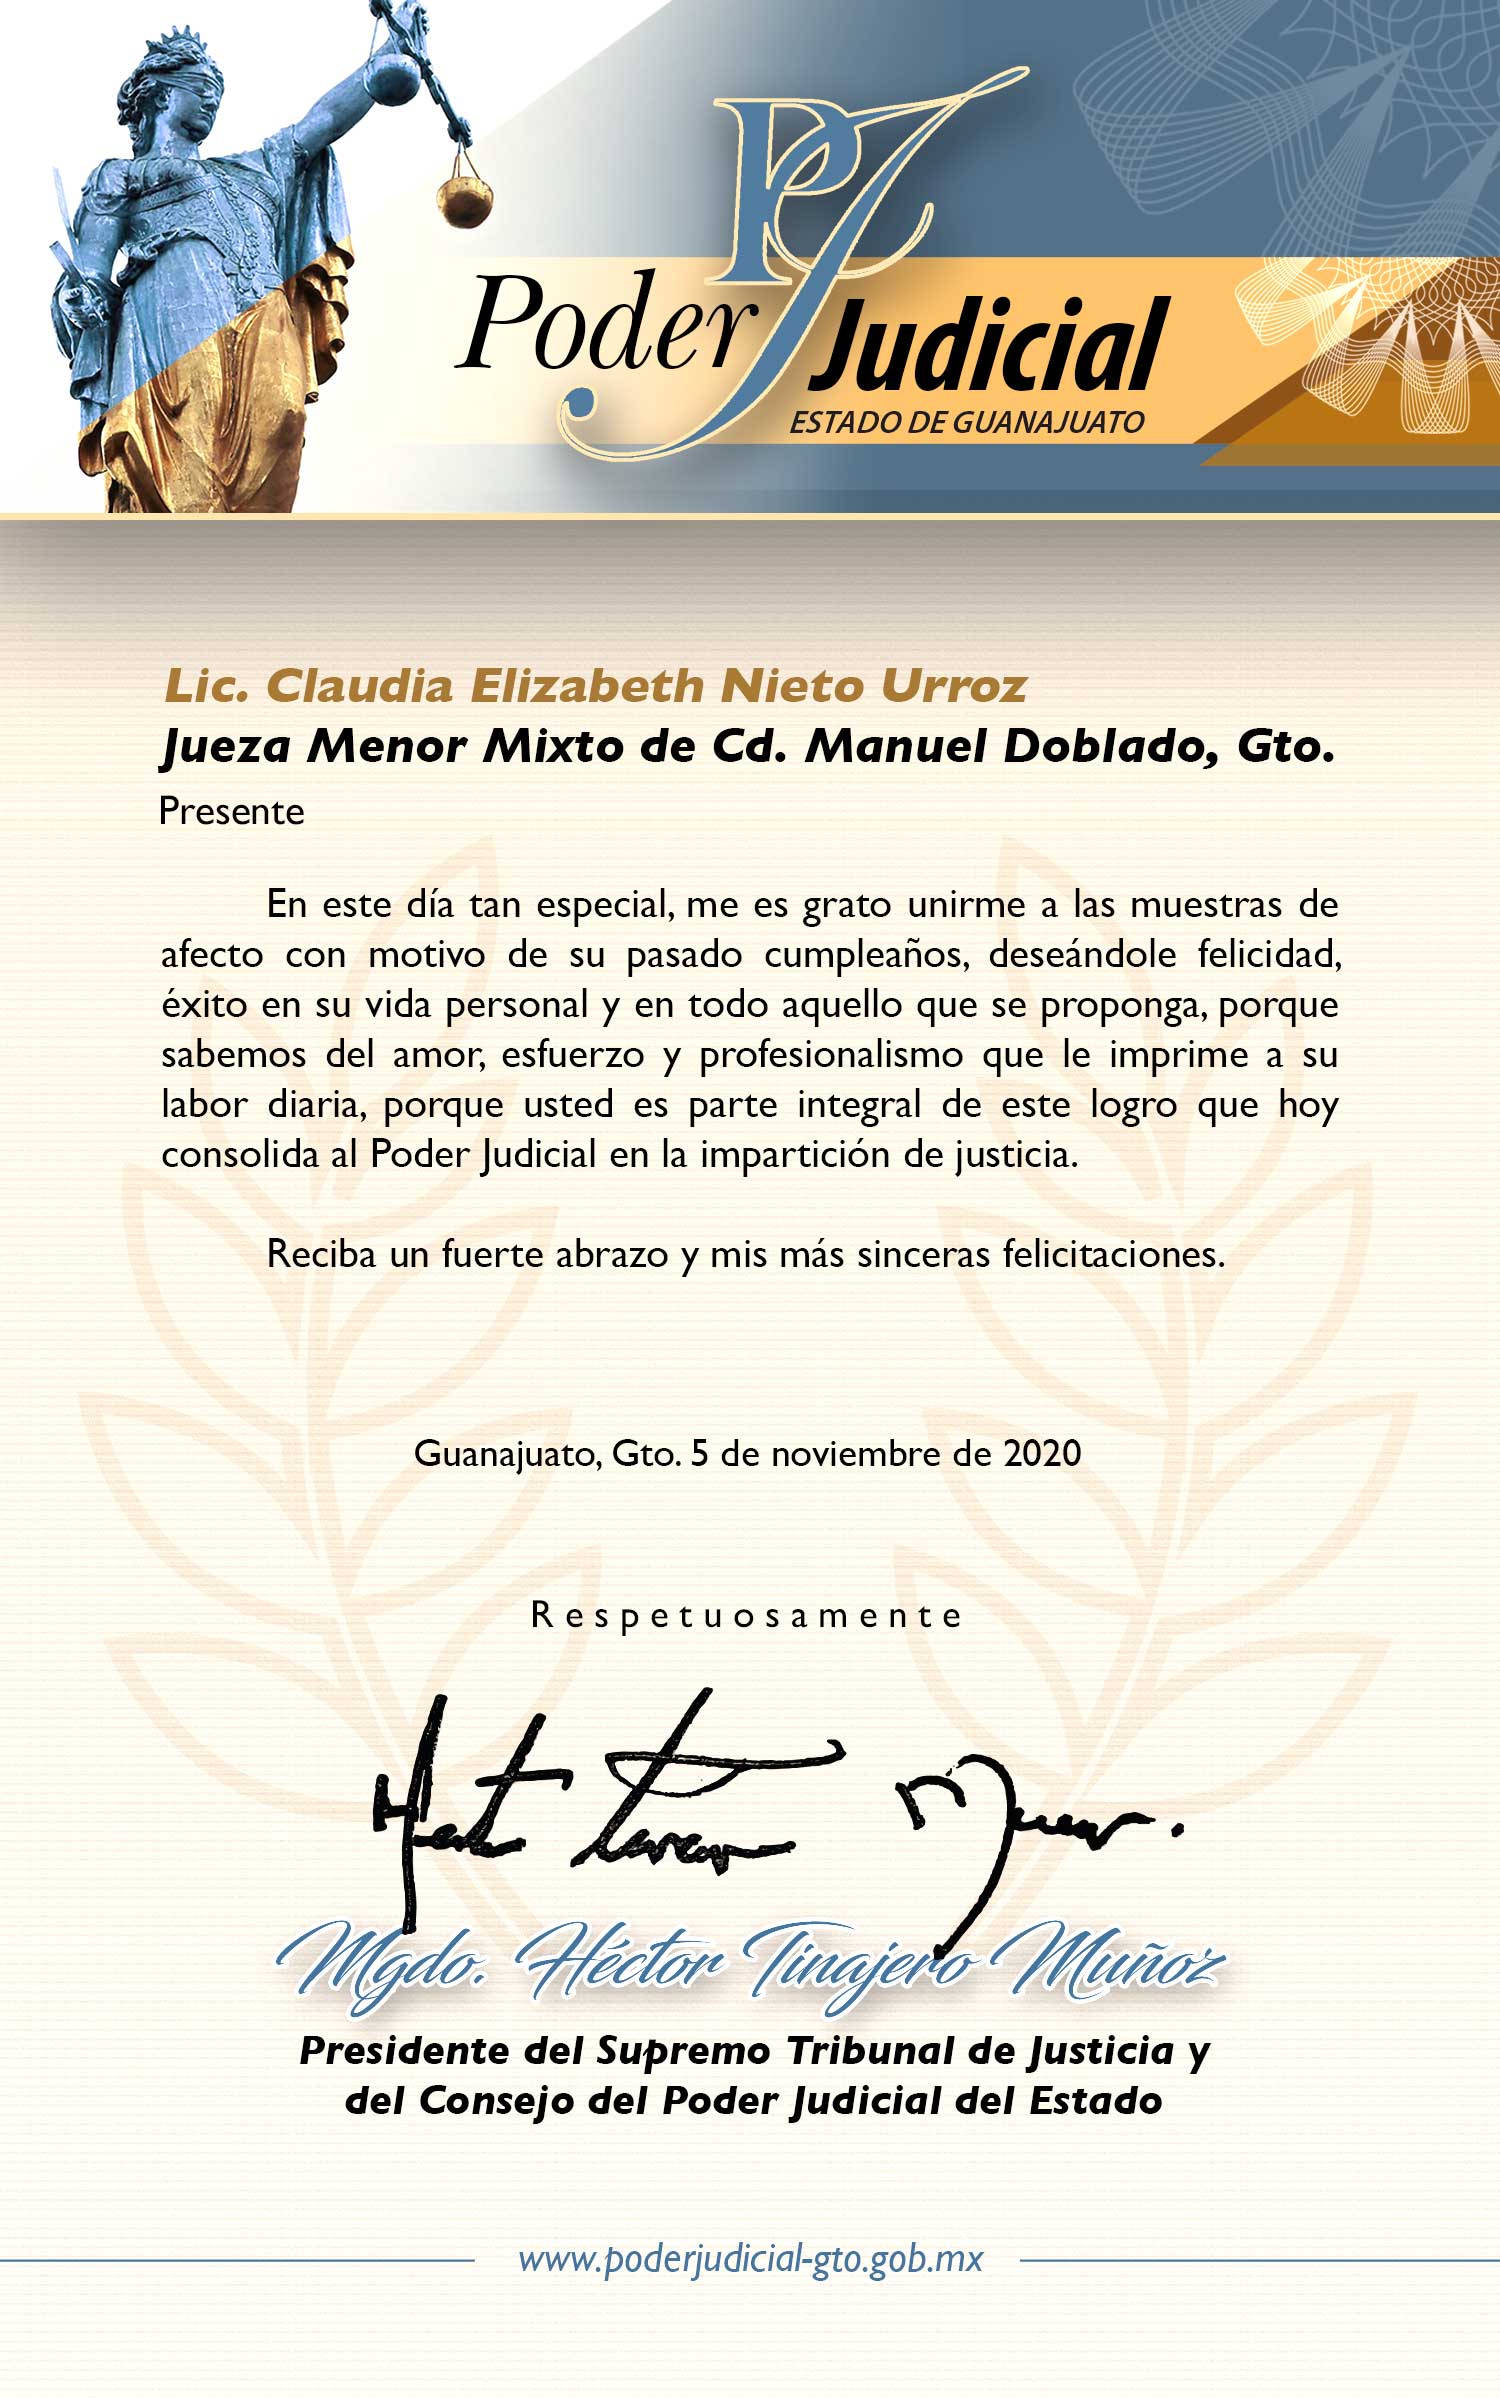 PJ
Poder Judicial
ESTADO DE GUANAJUATO
Lic. Claudia Elizabeth Nieto Urroz
Jueza Menor Mixto de Cd. Manuel Doblado, Gto.
Presente
En este día tan especial, me es grato unirme a las muestras de
afecto con motivo de su pasado cumpleaños, deseándole felicidad,
éxito en su vida personal y en todo aquello que se proponga, porque
sabemos del amor, esfuerzo y profesionalismo que le imprime a su
labor diaria, porque usted es parte integral de este logro que hoy
consolida al Poder Judicial en la impartición de justicia.
Reciba un fuerte abrazo y mis más sinceras felicitaciones.
Guanajuato, Gto. 5 de noviembre de 2020
Respetuosamente
Mgdo. Héctor Tinajero Muñoz
Presidente del Supremo Tribunal de Justicia y
del Consejo del Poder Judicial del Estado
www.poderjudicial-gto.gob.mx